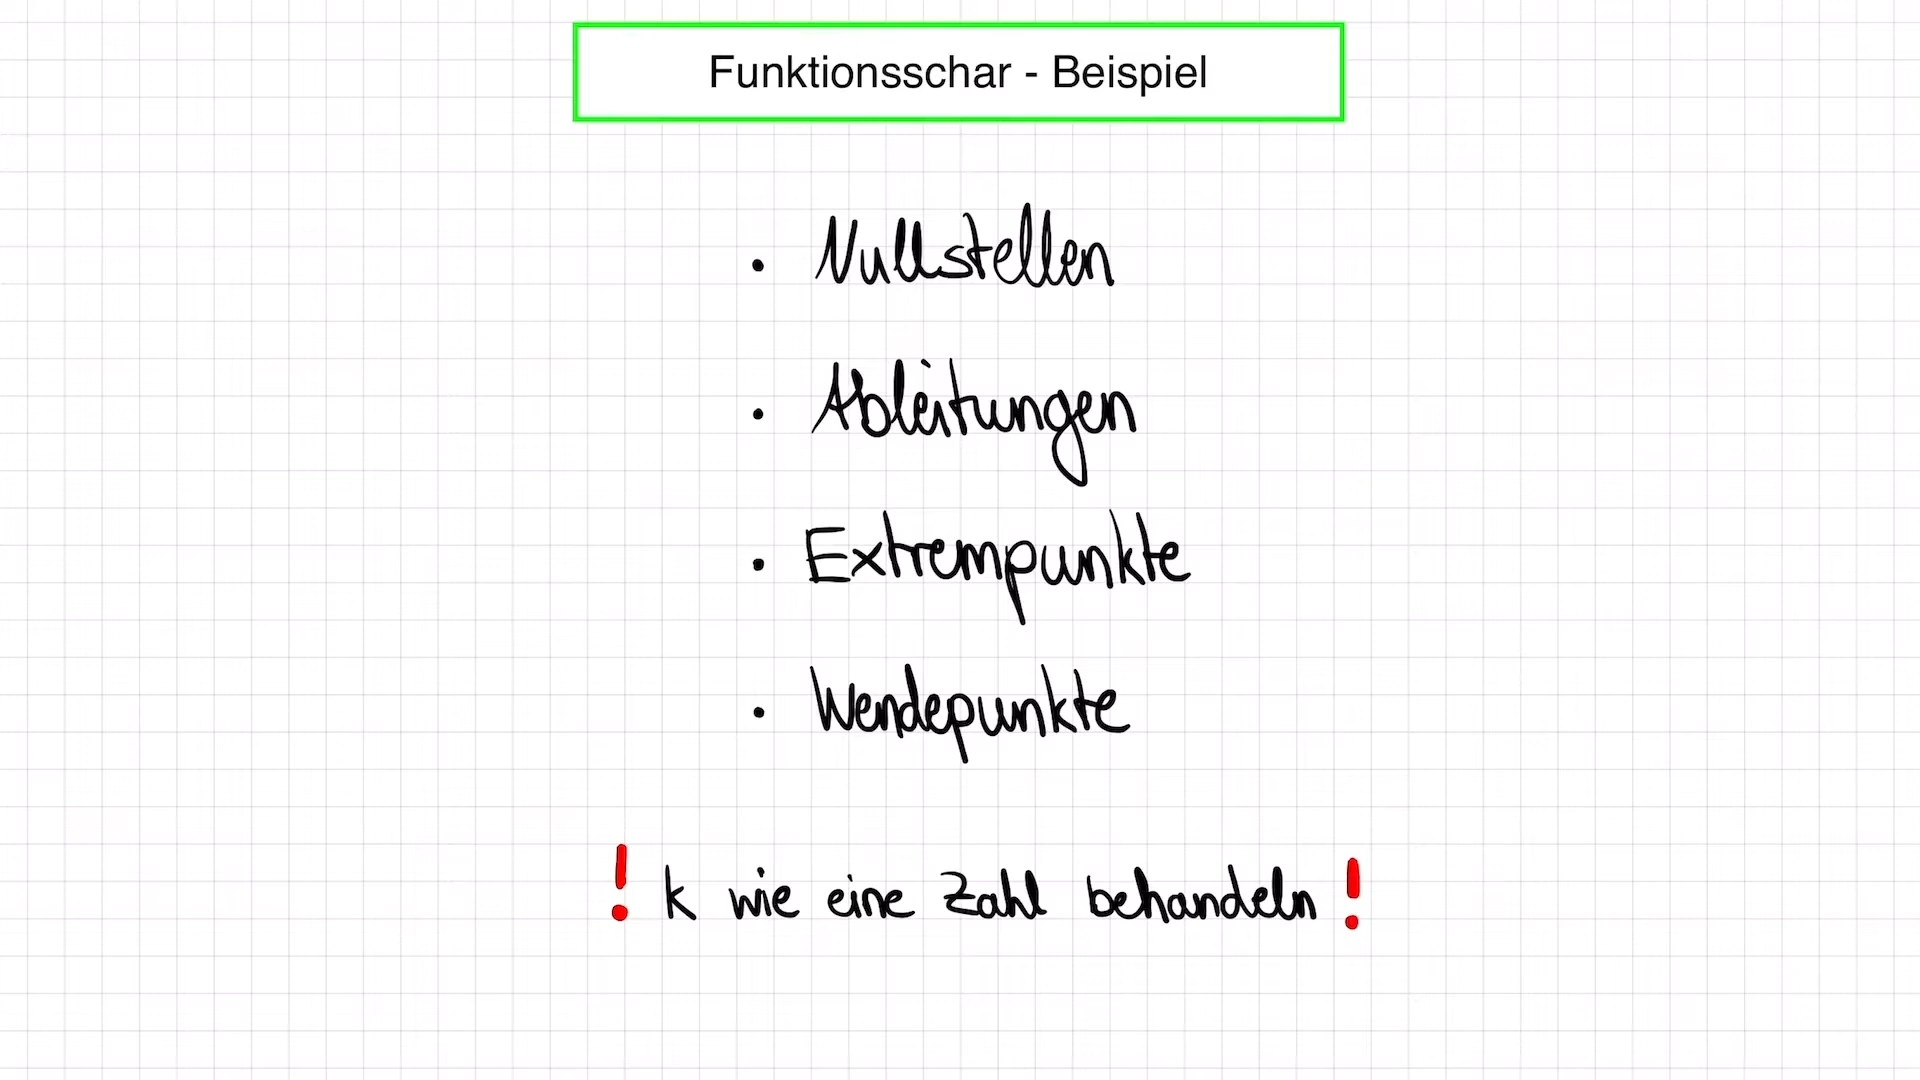 Funktionsschar - Beispiel
• Nullstellen
• Ableitungen
• Extrempunkte
• Wendepunkte
! k wie eine Zahl behandeln !